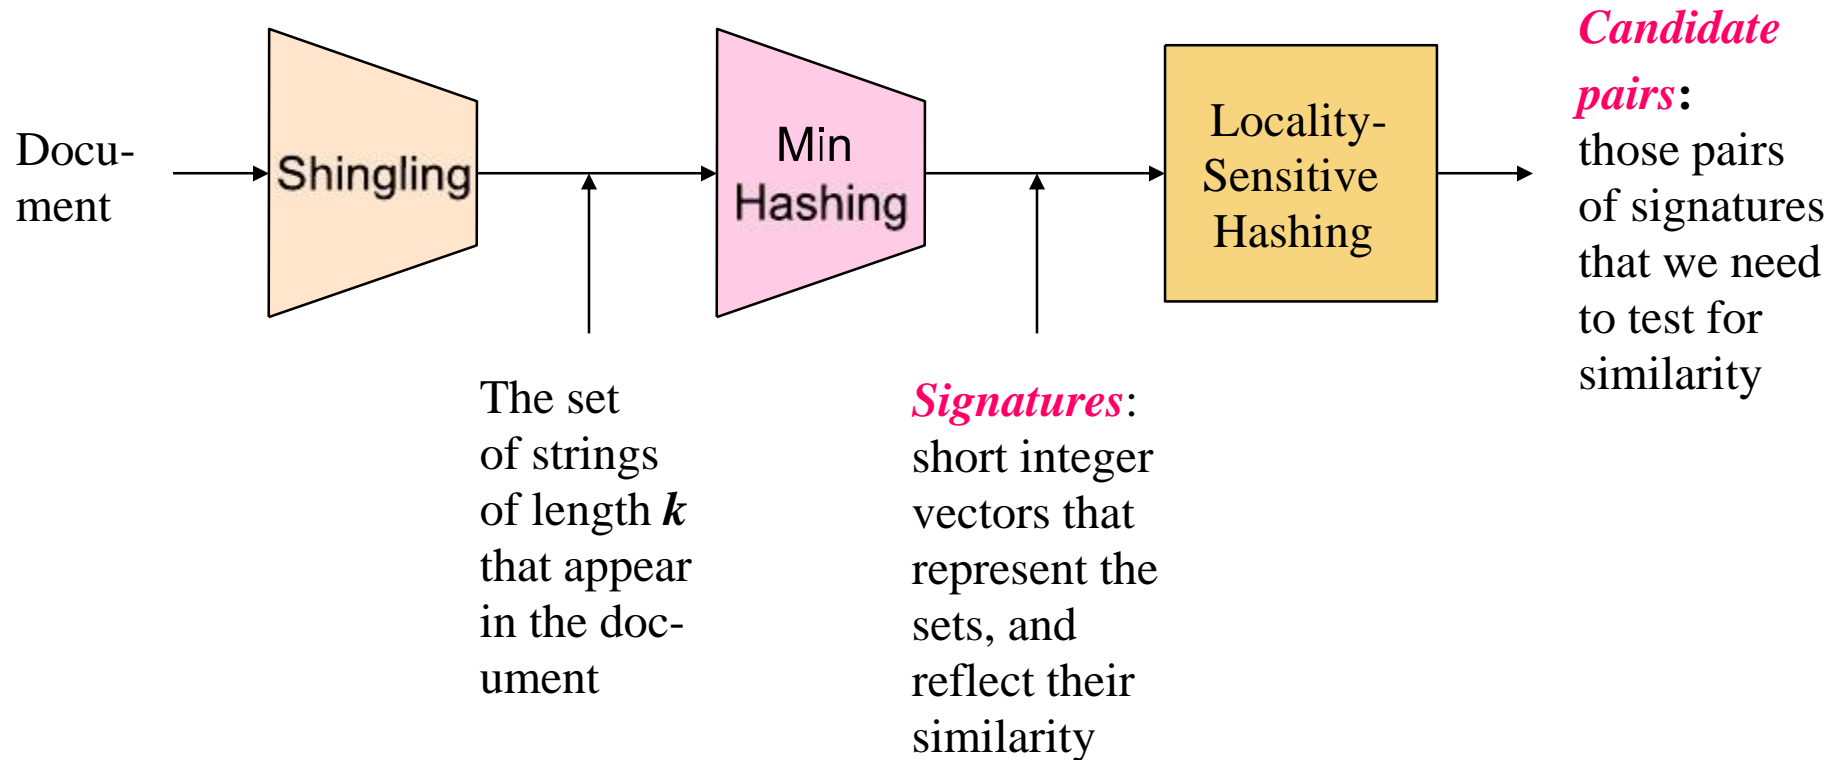 Docu-
ment
Shingling
The set
of strings
of length k
that appear
in the doc-
ument
Min
Hashing
Signatures:
short integer
vectors that
represent the
sets, and
reflect their
similarity
Locality-
Sensitive
Hashing
Candidate
pairs:
those pairs
of signatures
that we need
to test for
similarity